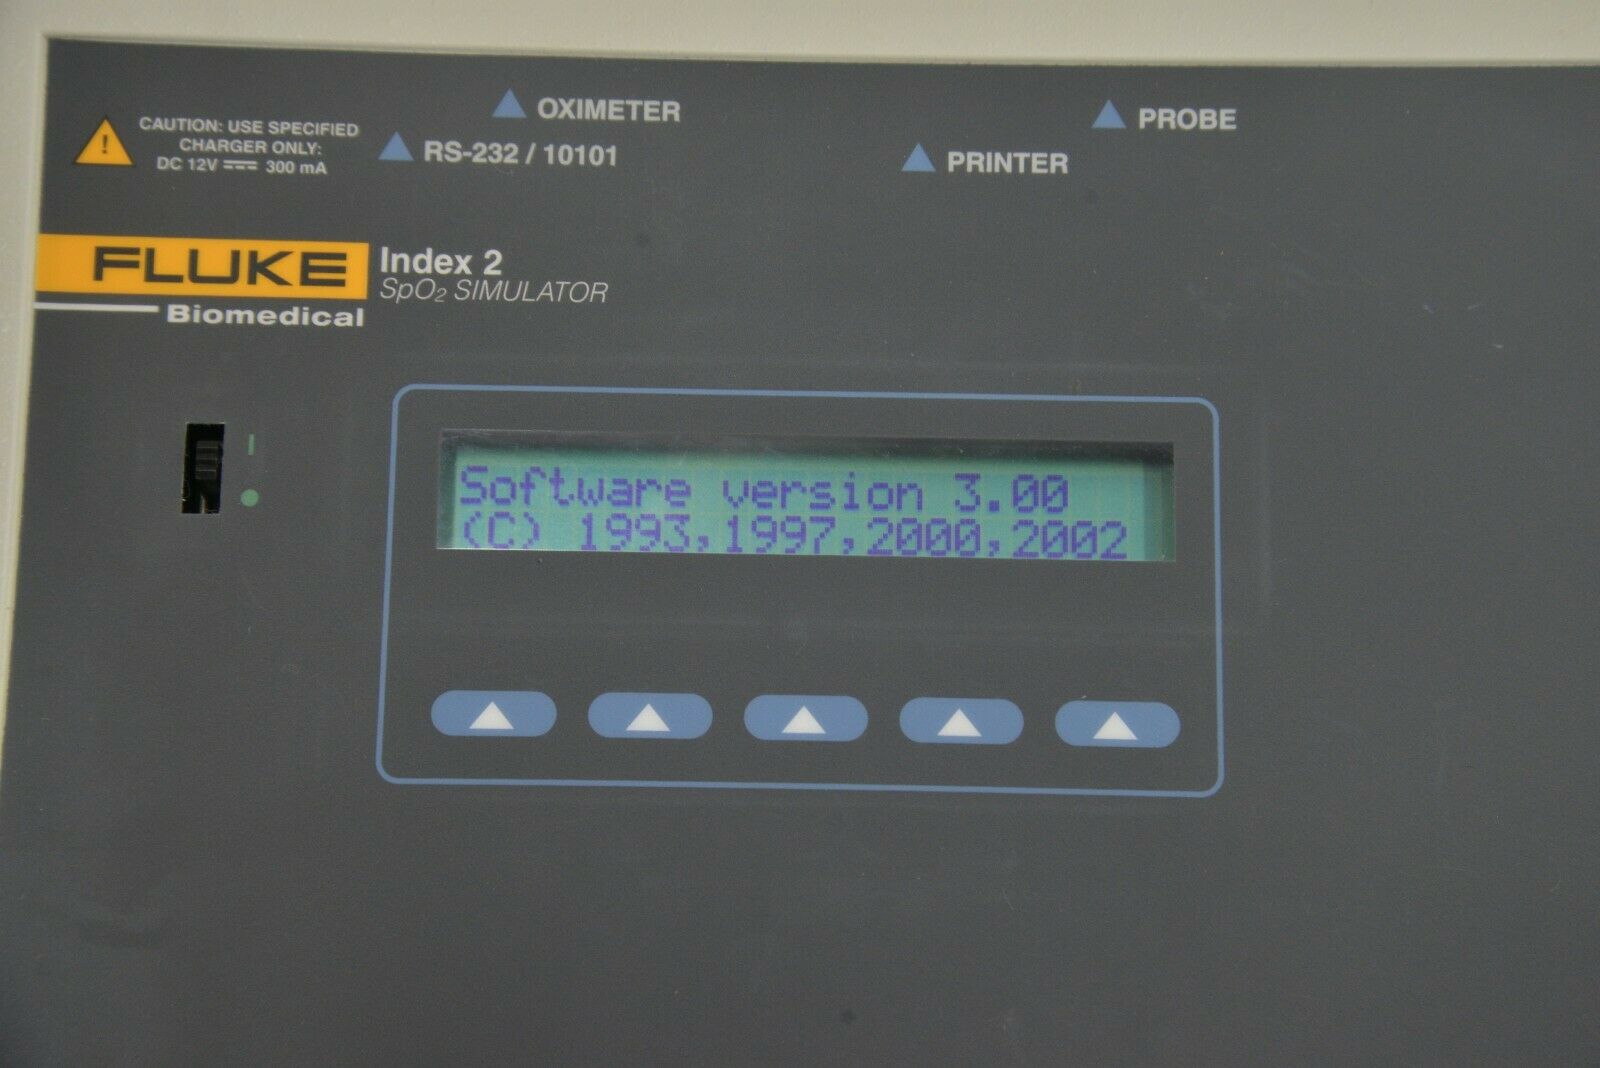 OXIMETER
PROBE
CAUTION: USE SPECIFIED
CHARGER ONLY:
DC 12V ⎓ 300 mA
RS-232 / 10101
PRINTER
FLUKE
Biomedical
Index 2
SpO₂ SIMULATOR
Software version 3.00
(C) 1993,1997,2000,2002